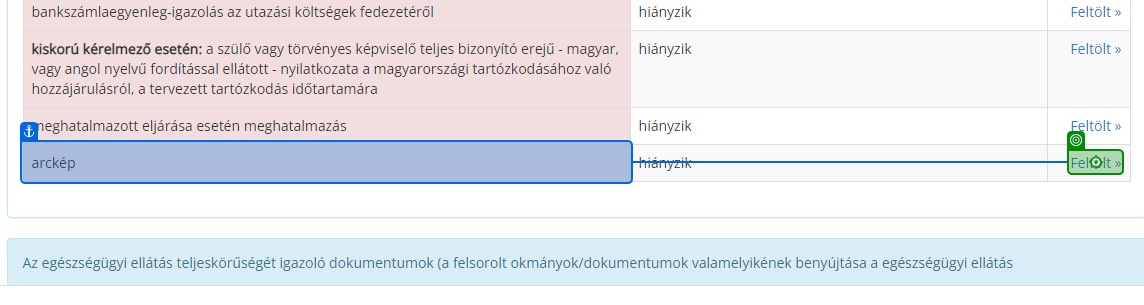 bankszámlaegyenleg-igazolás az utazási költségek fedezetéről hiányzik Feltölt »
kiskorú kérelmező esetén: a szülő vagy törvényes képviselő teljes bizonyító erejű - magyar, hiányzik Feltölt »
vagy angol nyelvű fordítással ellátott - nyilatkozata a magyarországi tartózkodásához való
hozzájárulásról, a tervezett tartózkodás időtartamára
meghatalmazott eljárása esetén meghatalmazás hiányzik Feltölt »
arckép hiányzik Feltölt »
Az egészségügyi ellátás teljeskörűségét igazoló dokumentumok (a felsorolt okmányok/dokumentumok valamelyikének benyújtása a egészségügyi ellátás